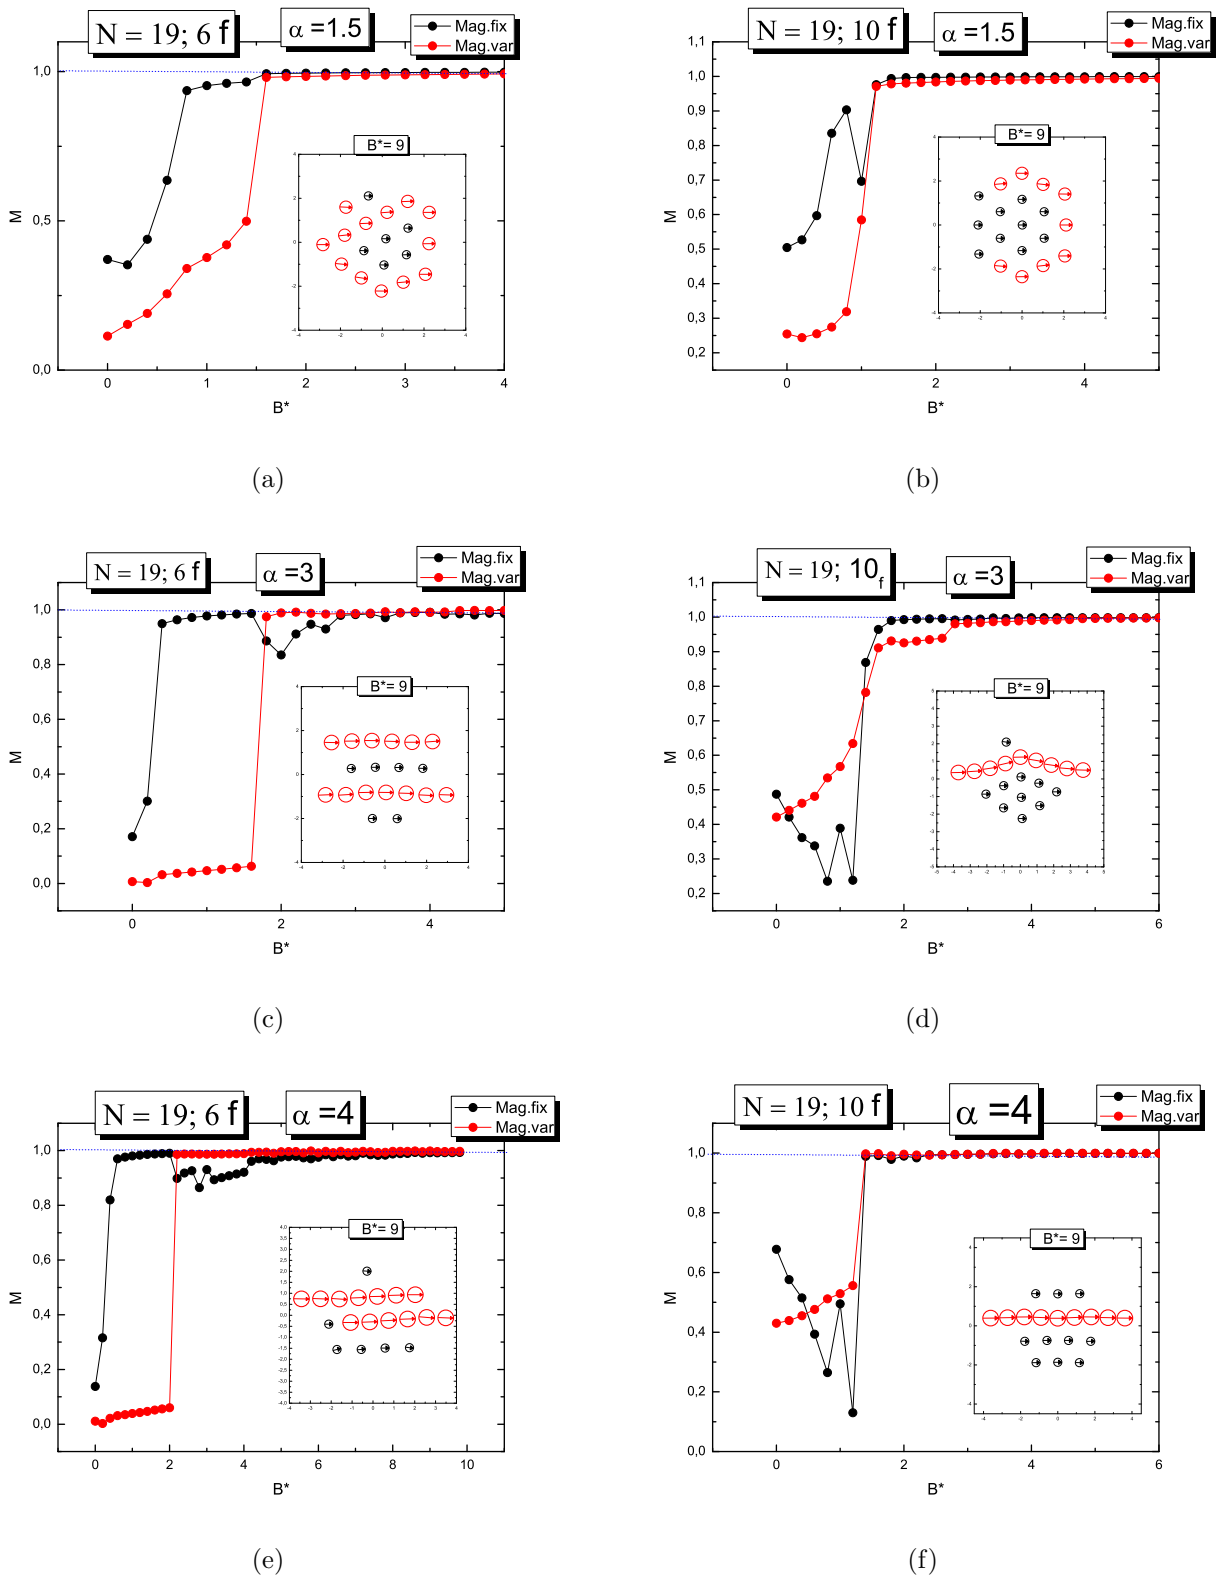 N = 19; 6 f
α =1.5
Mag.fix
Mag.var
1,0
0,5
0,0
M
0 1 2 3 4
B*
B*= 9
(a)
N = 19; 10 f
α =1.5
Mag.fix
Mag.var
1,1
1,0
0,9
0,8
0,7
0,6
0,5
0,4
0,3
0,2
M
0 2 4
B*
B*= 9
(b)
N = 19; 6 f
α =3
Mag.fix
Mag.var
1,0
0,8
0,6
0,4
0,2
0,0
M
0 2 4
B*
B*= 9
(c)
N = 19; 10 f
α =3
Mag.fix
Mag.var
1,1
1,0
0,9
0,8
0,7
0,6
0,5
0,4
0,3
0,2
M
0 2 4 6
B*
B*= 9
(d)
N = 19; 6 f
α =4
Mag.fix
Mag.var
1,0
0,8
0,6
0,4
0,2
0,0
M
0 2 4 6 8 10
B*
B*= 9
(e)
N = 19; 10 f
α =4
Mag.fix
Mag.var
1,0
0,8
0,6
0,4
0,2
0,0
M
0 2 4 6
B*
B*= 9
(f)